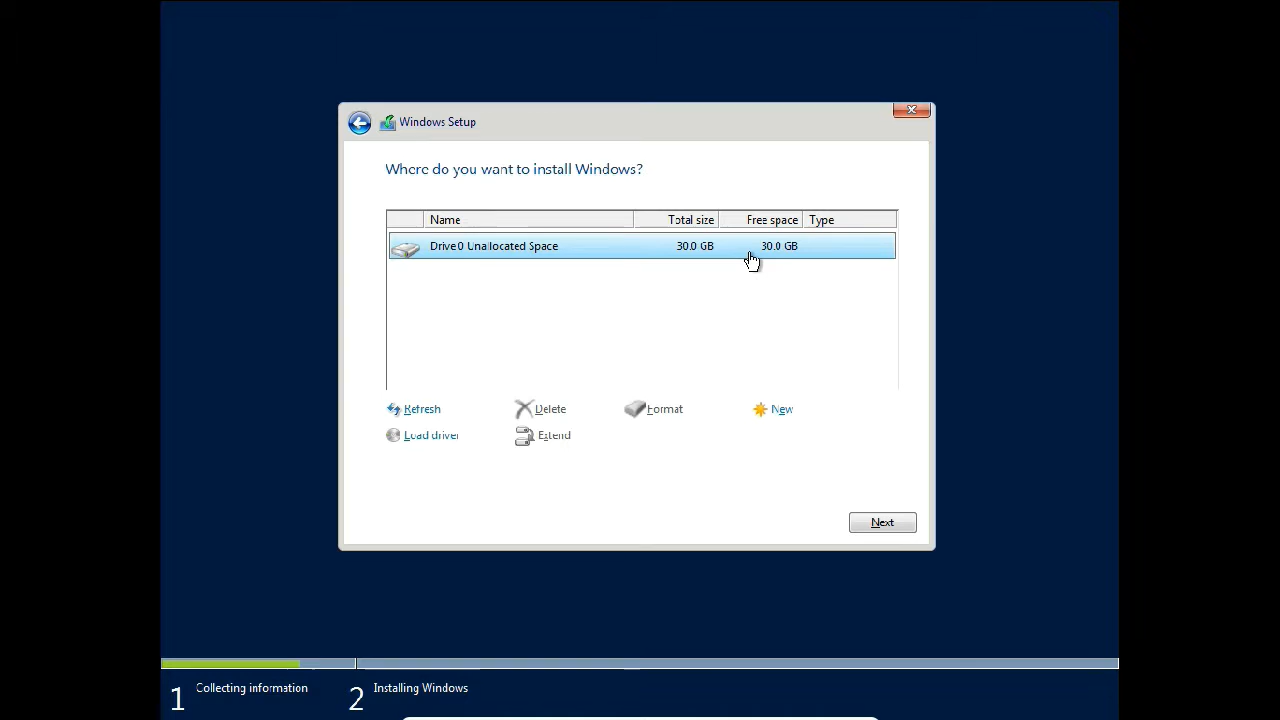 Windows Setup
Where do you want to install Windows?
Name Total size Free space Type
Drive 0 Unallocated Space 30.0 GB 30.0 GB
Refresh Delete Format New
Load driver Extend
Next
1 Collecting information 2 Installing Windows